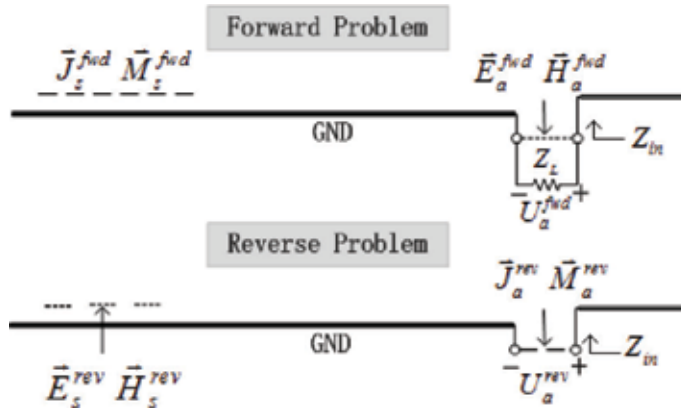 Forward Problem
J⃗_s^fwd M⃗_s^fwd
E⃗_a^fwd H⃗_a^fwd
GND
Z_in
Z_L
- U_a^fwd +
Reverse Problem
J⃗_a^rev M⃗_a^rev
GND
Z_in
- U_a^rev +
E⃗_s^rev H⃗_s^rev